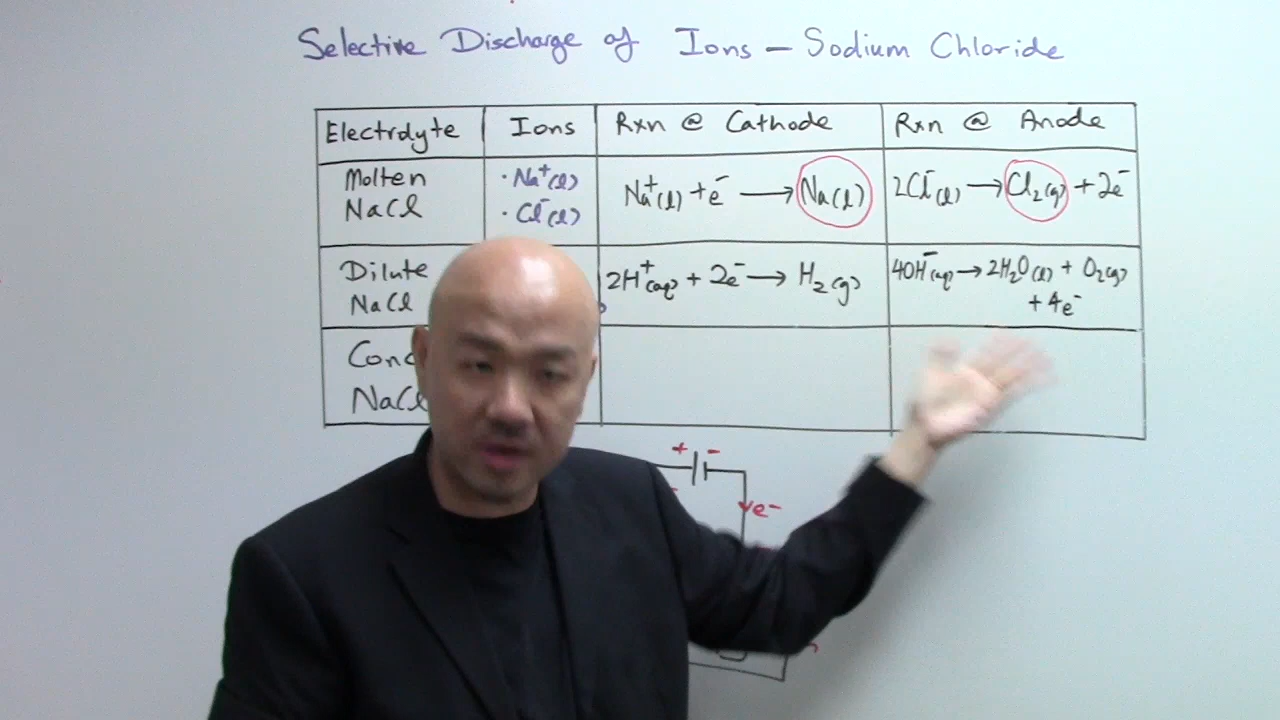 Selective Discharge of Ions – Sodium Chloride
Electrolyte Ions Rxn @ Cathode Rxn @ Anode
Molten NaCl
· Na⁺(l)
· Cl⁻(l)
Na⁺(l) + e⁻ → Na(l)
2Cl⁻(l) → Cl₂(g) + 2e⁻
Dilute
NaCl
2H⁺(aq) + 2e⁻ → H₂(g)
4OH⁻(aq) → 2H₂O(l) + O₂(g)
+ 4e⁻
Conc
NaCl
+ -
e⁻